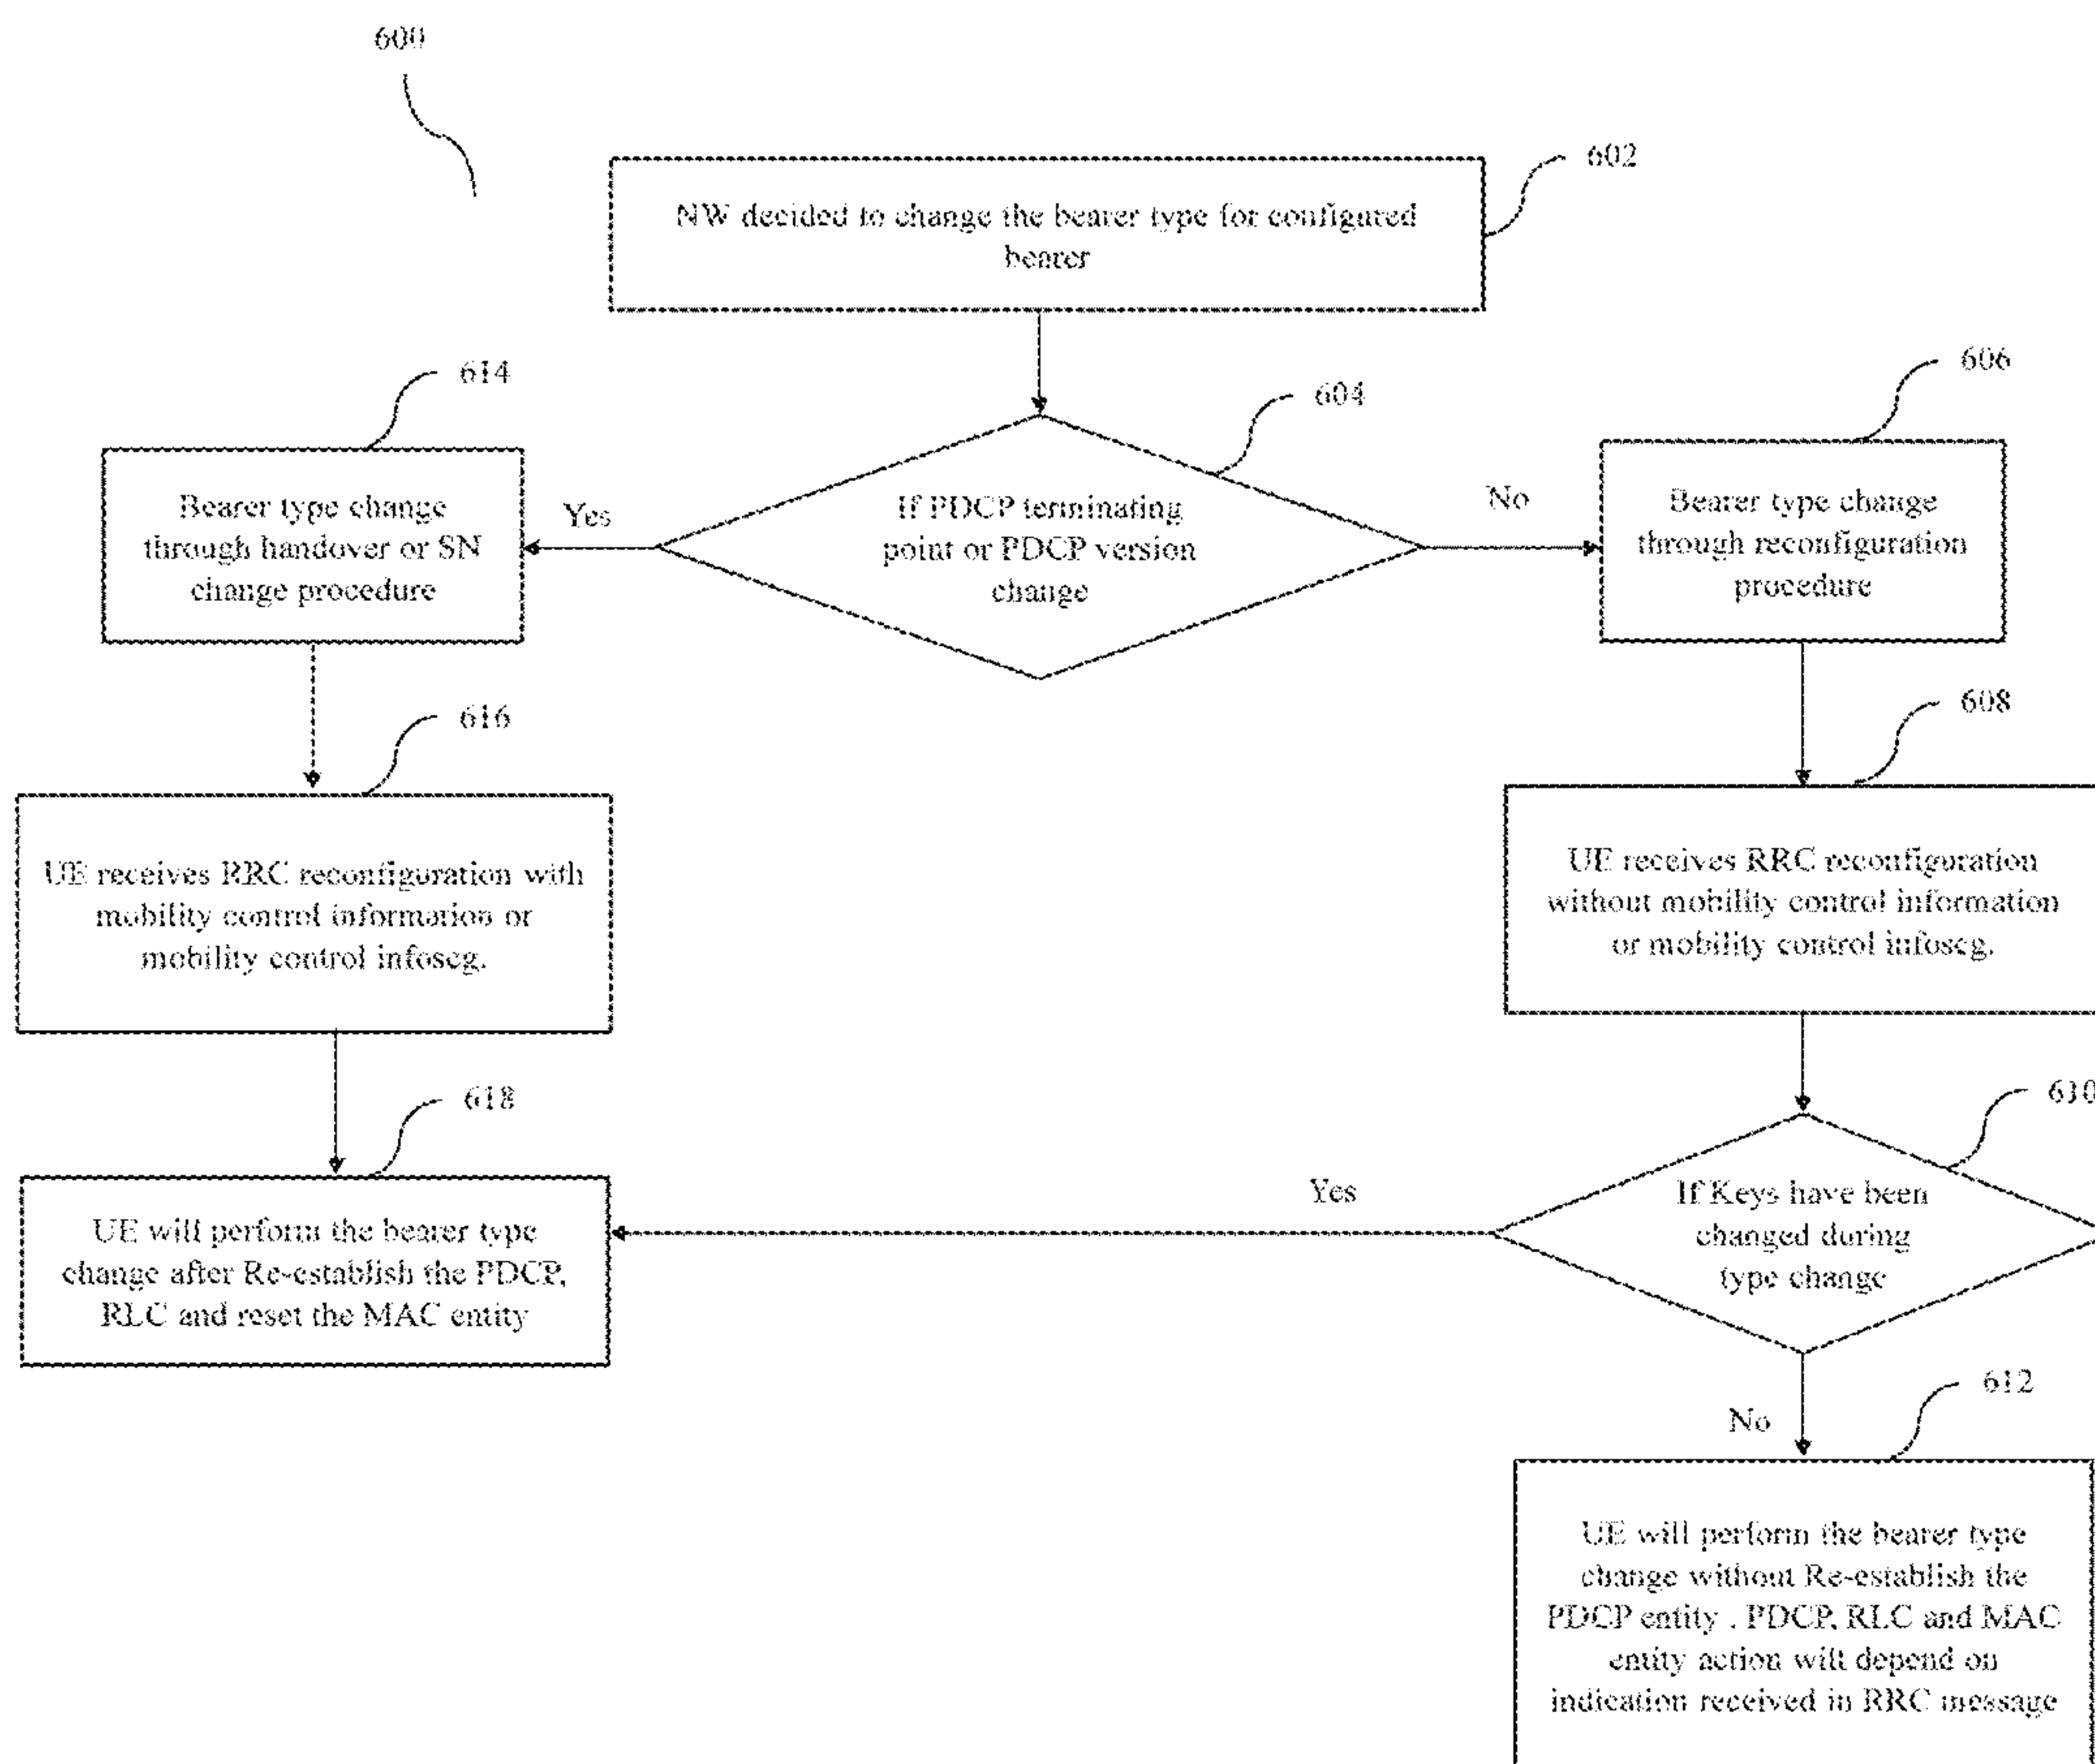 600
602
NW decided to change the bearer type for configured
bearer
614
604
606
Bearer type change
through handover or SN
change procedure
Yes
If PDCP terminating
point or PDCP version
change
No
Bearer type change
through reconfiguration
procedure
616
608
UE receives RRC reconfiguration with
mobility control information or
mobility control infoscg.
UE receives RRC reconfiguration
without mobility control information
or mobility control infoscg.
618
610
UE will perform the bearer type
change after Re-establish the PDCP,
RLC and reset the MAC entity
Yes
If Keys have been
changed during
type change
612
No
UE will perform the bearer type
change without Re-establish the
PDCP entity . PDCP, RLC and MAC
entity action will depend on
indication received in RRC message